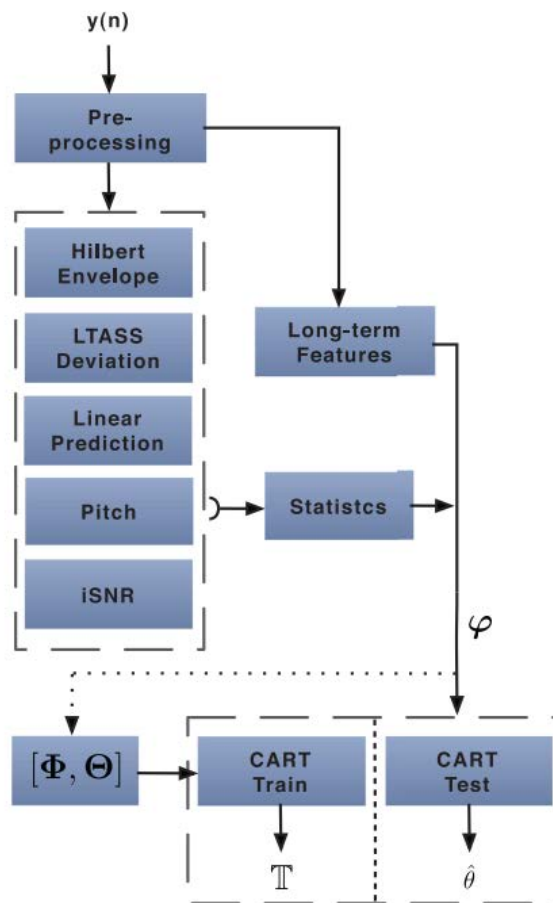 y(n)
Pre-
processing
Hilbert
Envelope
LTASS
Deviation
Long-term
Features
Linear
Prediction
Pitch
Statistcs
iSNR
φ
[Φ, Θ]
CART
Train
CART
Test
𝕋
θ̂